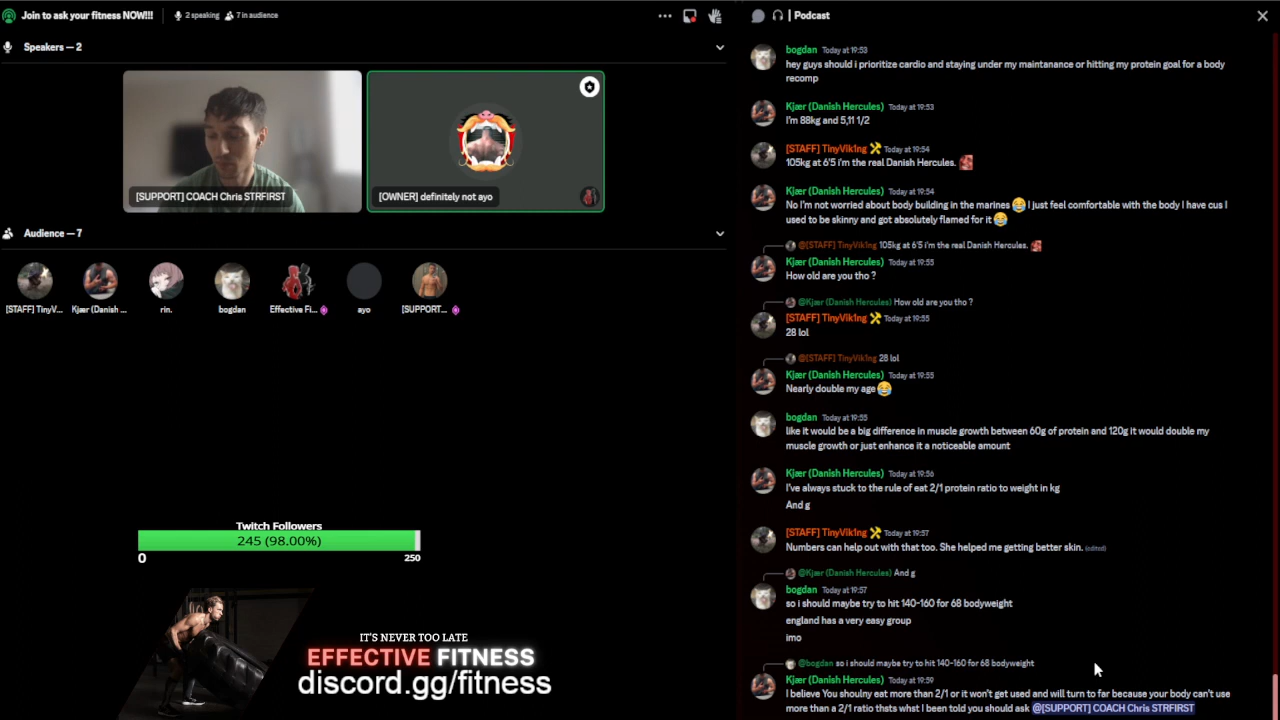 Join to ask your fitness NOW!!!
2 speaking
7 in audience
Speakers — 2
[SUPPORT] COACH Chris STRFIRST
[OWNER] definitely not ayo
Audience — 7
[STAFF] TinyV...
Kjær (Danish ...
rin.
bogdan
Effective Fi...
ayo
[SUPPORT...
Twitch Followers
245 (98.00%)
0
250
IT'S NEVER TOO LATE
EFFECTIVE FITNESS
discord.gg/fitness
| Podcast
bogdan Today at 19:53
hey guys should i prioritize cardio and staying under my maintanance or hitting my protein goal for a body
recomp
Kjær (Danish Hercules) Today at 19:53
I'm 88kg and 5,11 1/2
[STAFF] TinyVik1ng Today at 19:54
105kg at 6'5 i'm the real Danish Hercules.
Kjær (Danish Hercules) Today at 19:54
No I'm not worried about body building in the marines 😂 I just feel comfortable with the body I have cus I
used to be skinny and got absolutely flamed for it 😂
@[STAFF] TinyVik1ng 105kg at 6'5 i'm the real Danish Hercules.
Kjær (Danish Hercules) Today at 19:55
How old are you tho ?
@Kjær (Danish Hercules) How old are you tho ?
[STAFF] TinyVik1ng Today at 19:55
28 lol
@[STAFF] TinyVik1ng 28 lol
Kjær (Danish Hercules) Today at 19:55
Nearly double my age 😂
bogdan Today at 19:55
like it would be a big difference in muscle growth between 60g of protein and 120g it would double my
muscle growth or just enhance it a noticeable amount
Kjær (Danish Hercules) Today at 19:56
I've always stuck to the rule of eat 2/1 protein ratio to weight in kg
And g
[STAFF] TinyVik1ng Today at 19:57
Numbers can help out with that too. She helped me getting better skin. (edited)
@Kjær (Danish Hercules) And g
bogdan Today at 19:57
so i should maybe try to hit 140-160 for 68 bodyweight
england has a very easy group
imo
@bogdan so i should maybe try to hit 140-160 for 68 bodyweight
Kjær (Danish Hercules) Today at 19:59
I believe You shoulny eat more than 2/1 or it won't get used and will turn to far because your body can't use
more than a 2/1 ratio thsts whst I been told you should ask @[SUPPORT] COACH Chris STRFIRST